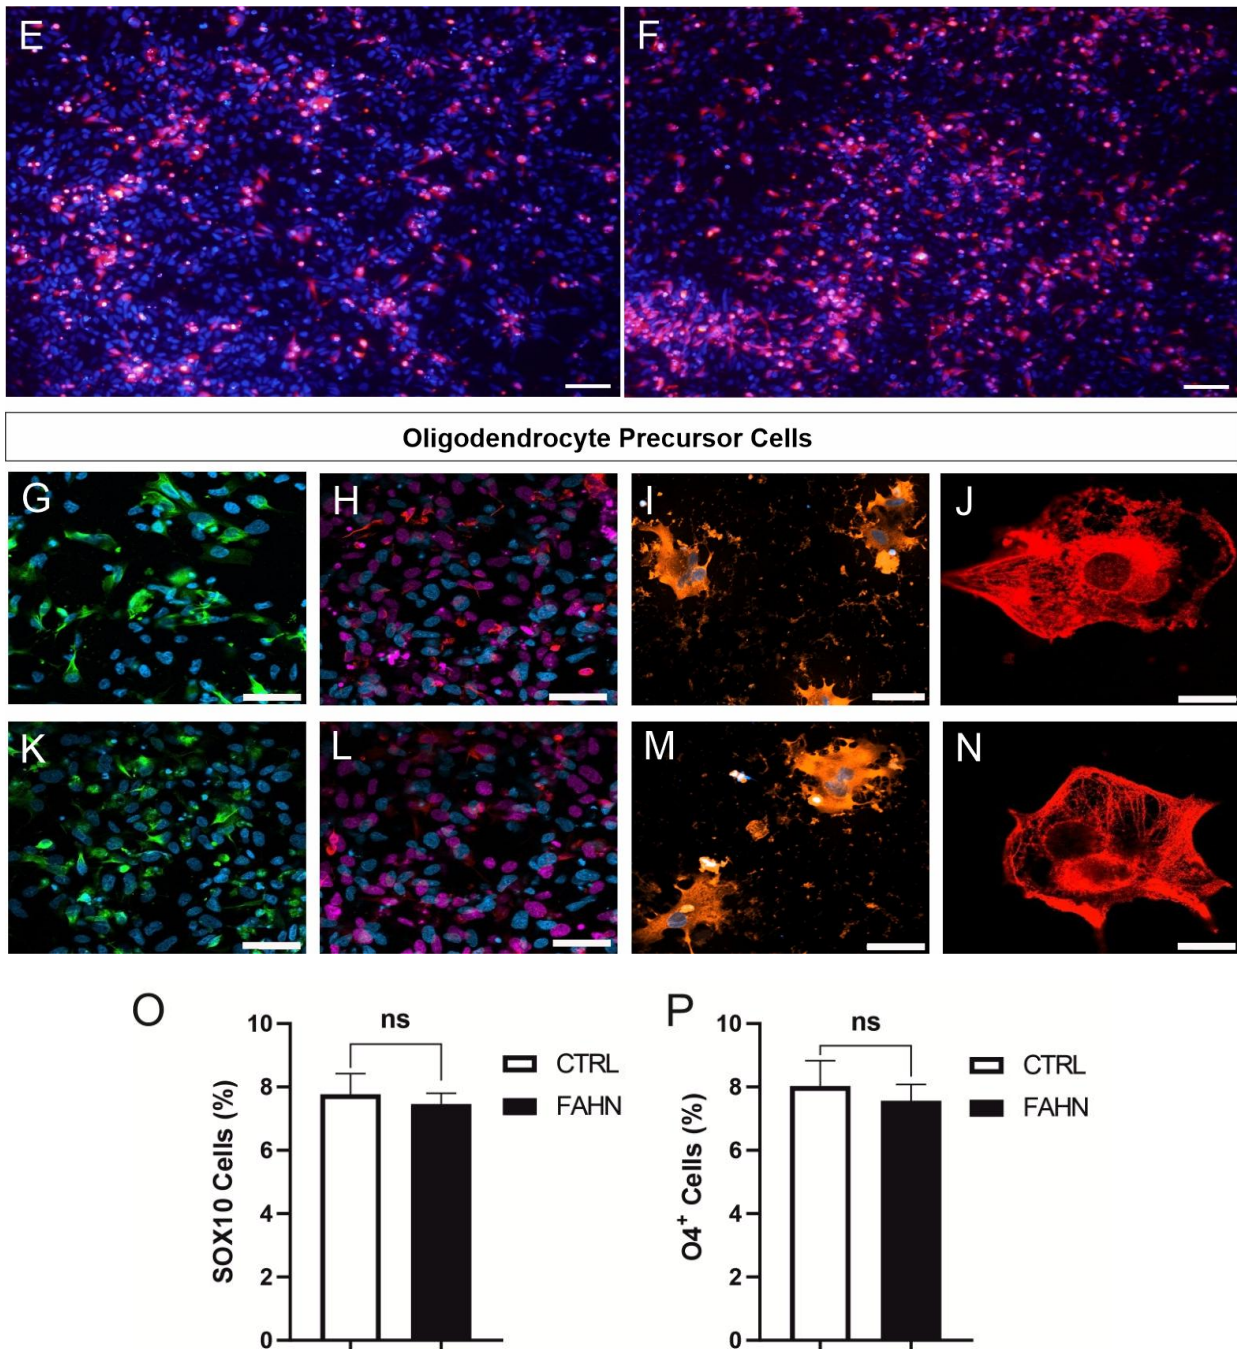 E F
Oligodendrocyte Precursor Cells
G H I J
K L M N
O P
10 ns CTRL FAHN
8
6
4
2
0
SOX10 Cells (%)
10 ns CTRL FAHN
8
6
4
2
0
O4⁺ Cells (%)